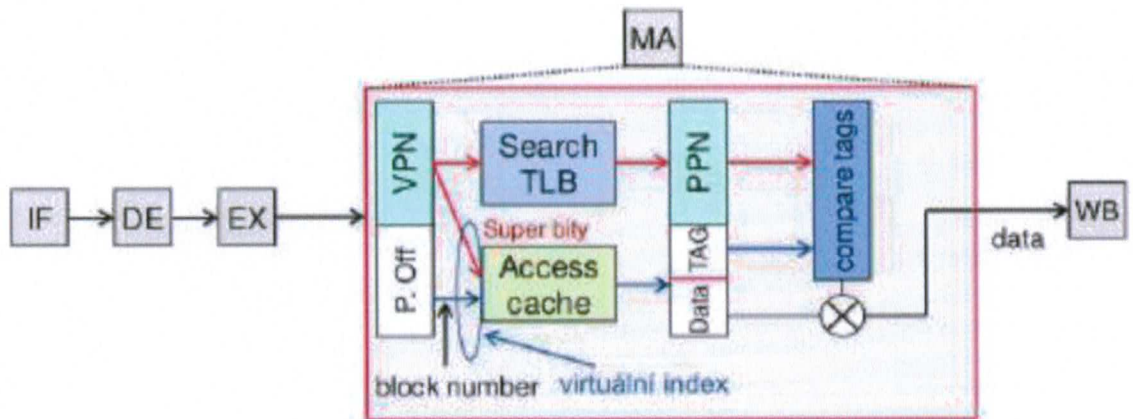 MA
VPN
Search
TLB
PPN
compare tags
IF
DE
EX
Super bity
WB
P. Off
Access
cache
TAG
Data
data
block number
virtuální index